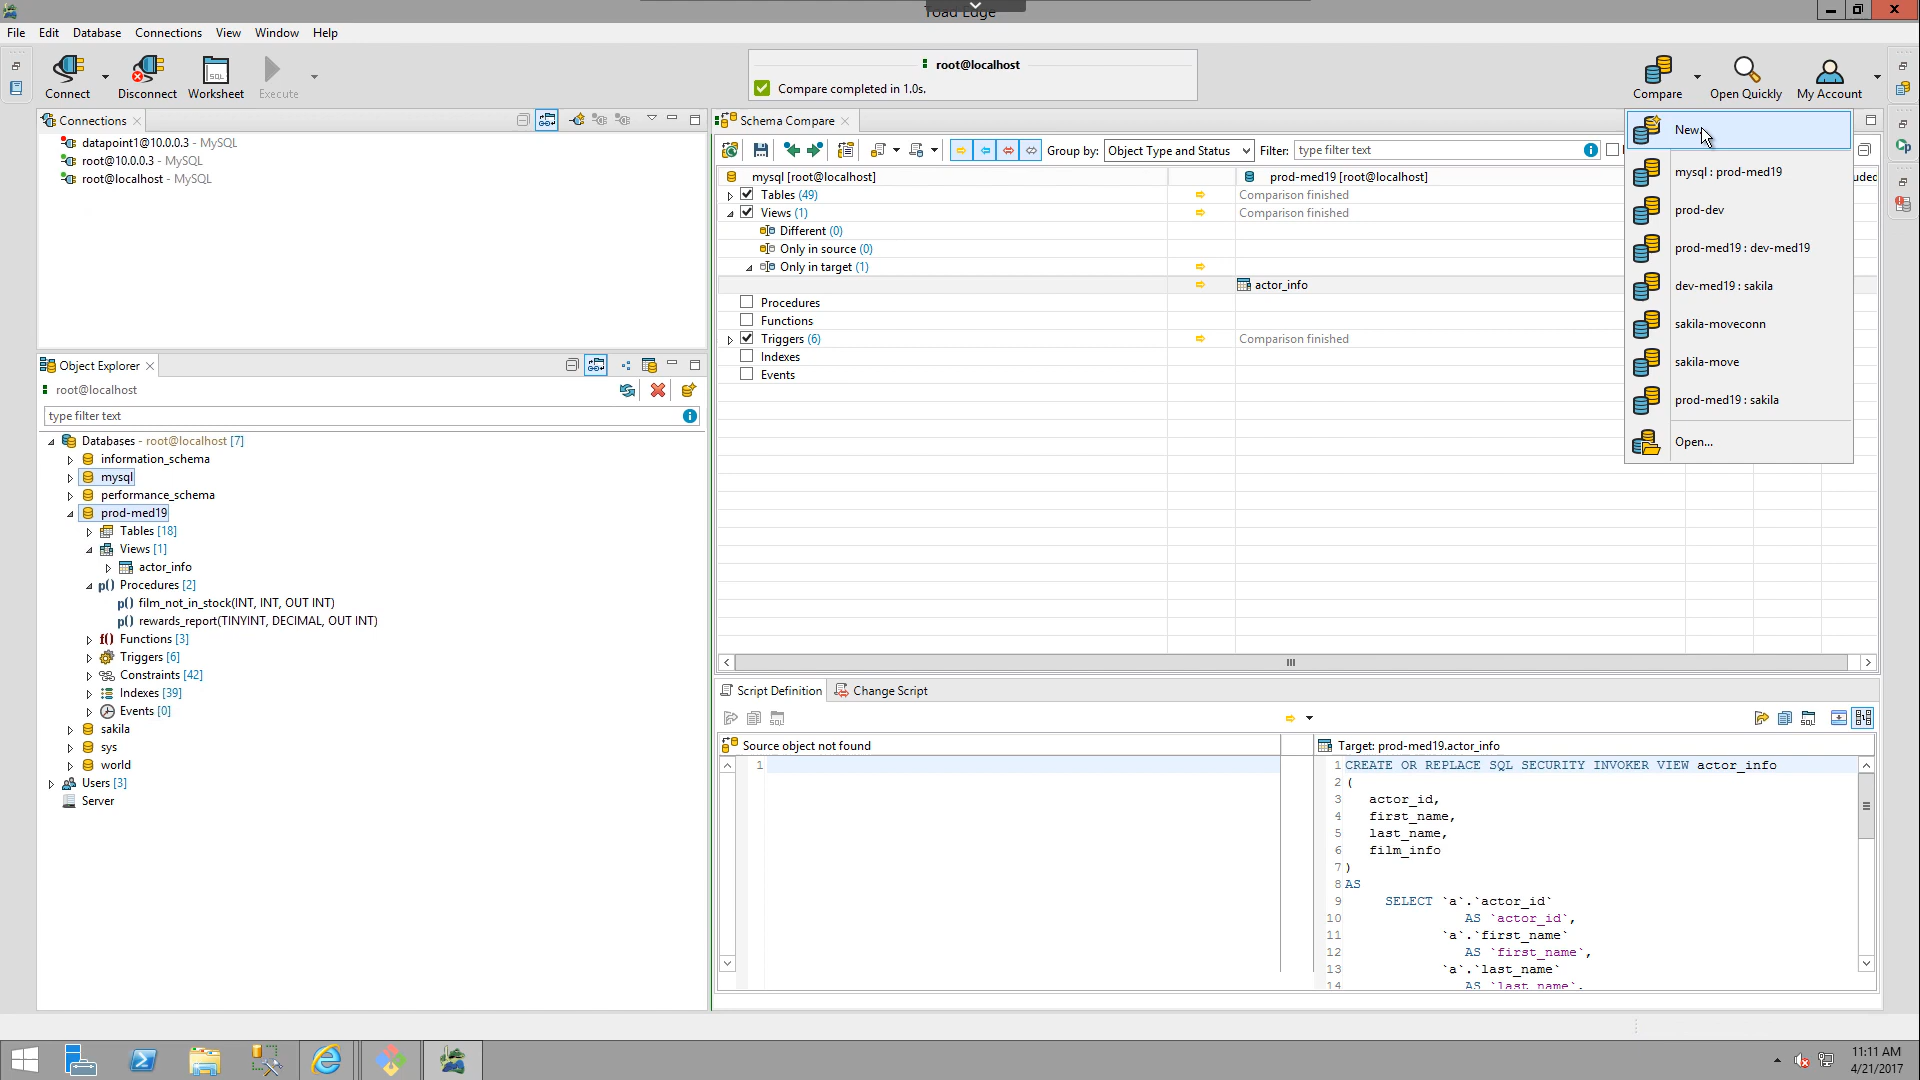 Toad Edge
File Edit Database Connections View Window Help
Connect
Disconnect
SQL
Worksheet
Execute
root@localhost
Compare completed in 1.0s.
Compare
Open Quickly
My Account
Connections
datapoint1@10.0.0.3 - MySQL
root@10.0.0.3 - MySQL
root@localhost - MySQL
Object Explorer
root@localhost
type filter text
Databases - root@localhost [7]
information_schema
mysql
performance_schema
prod-med19
Tables [18]
Views [1]
actor_info
p() Procedures [2]
p() film_not_in_stock(INT, INT, OUT INT)
p() rewards_report(TINYINT, DECIMAL, OUT INT)
f() Functions [3]
Triggers [6]
Constraints [42]
Indexes [39]
Events [0]
sakila
sys
world
Users [3]
Server
Schema Compare
Group by: Object Type and Status Filter: type filter text
mysql [root@localhost] prod-med19 [root@localhost]
Tables (49) Comparison finished
Views (1) Comparison finished
Different (0)
Only in source (0)
Only in target (1)
actor_info
Procedures
Functions
Triggers (6) Comparison finished
Indexes
Events
New
mysql : prod-med19
prod-dev
prod-med19 : dev-med19
dev-med19 : sakila
sakila-moveconn
sakila-move
prod-med19 : sakila
Open...
Script Definition Change Script
Source object not found
1
Target: prod-med19.actor_info
1 CREATE OR REPLACE SQL SECURITY INVOKER VIEW actor_info
2 (
3 actor_id,
4 first_name,
5 last_name,
6 film_info
7 )
8 AS
9 SELECT `a`.`actor_id`
10 AS `actor_id`,
11 `a`.`first_name`
12 AS `first_name`,
13 `a`.`last_name`
14 AS `last_name`,
11:11 AM
4/21/2017